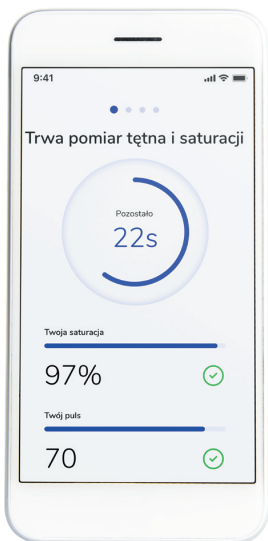 9:41
Trwa pomiar tętna i saturacji
Pozostało
22s
Twoja saturacja
97%
Twój puls
70